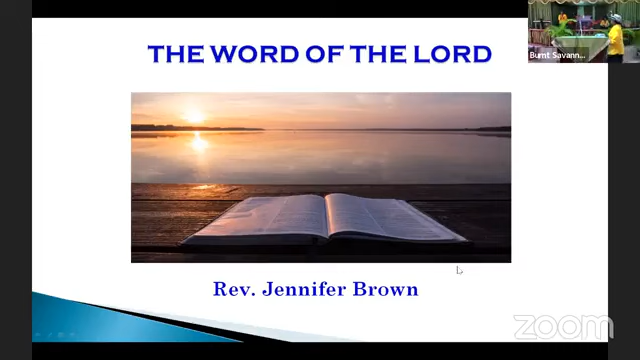 THE WORD OF THE LORD
Burnt Savann...
Rev. Jennifer Brown
zoom